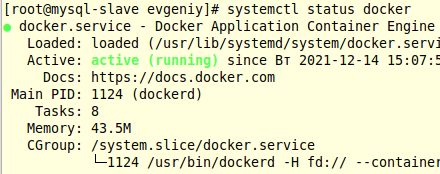 [root@mysql-slave evgeniy]# systemctl status docker
● docker.service - Docker Application Container Engine
Loaded: loaded (/usr/lib/systemd/system/docker.servi
Active: active (running) since Вт 2021-12-14 15:07:5
Docs: https://docs.docker.com
Main PID: 1124 (dockerd)
Tasks: 8
Memory: 43.5M
CGroup: /system.slice/docker.service
└─1124 /usr/bin/dockerd -H fd:// --container